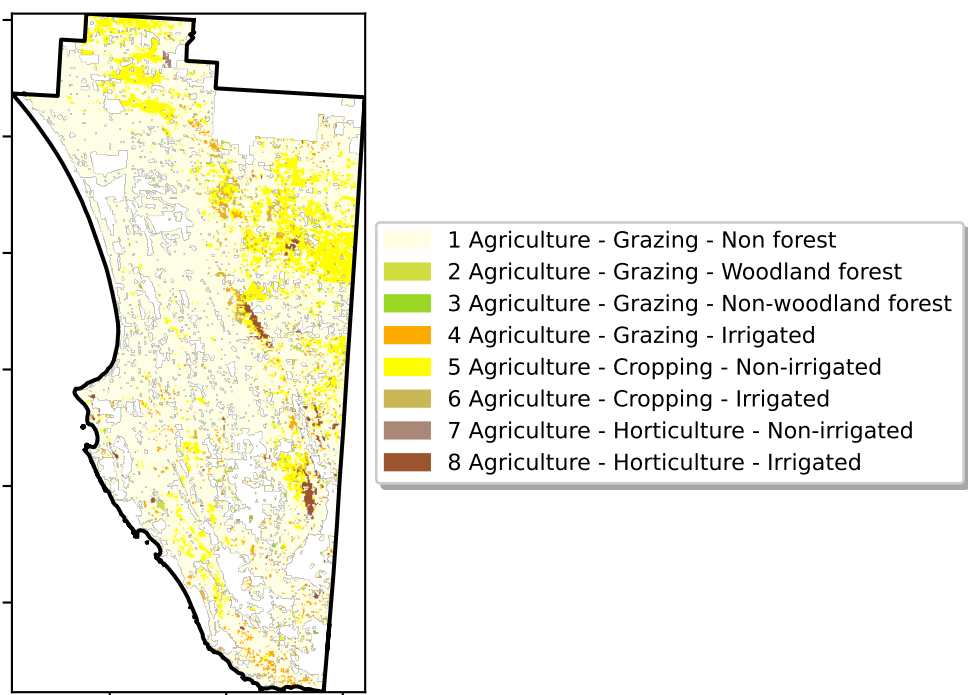 1 Agriculture - Grazing - Non forest
2 Agriculture - Grazing - Woodland forest
3 Agriculture - Grazing - Non-woodland forest
4 Agriculture - Grazing - Irrigated
5 Agriculture - Cropping - Non-irrigated
6 Agriculture - Cropping - Irrigated
7 Agriculture - Horticulture - Non-irrigated
8 Agriculture - Horticulture - Irrigated